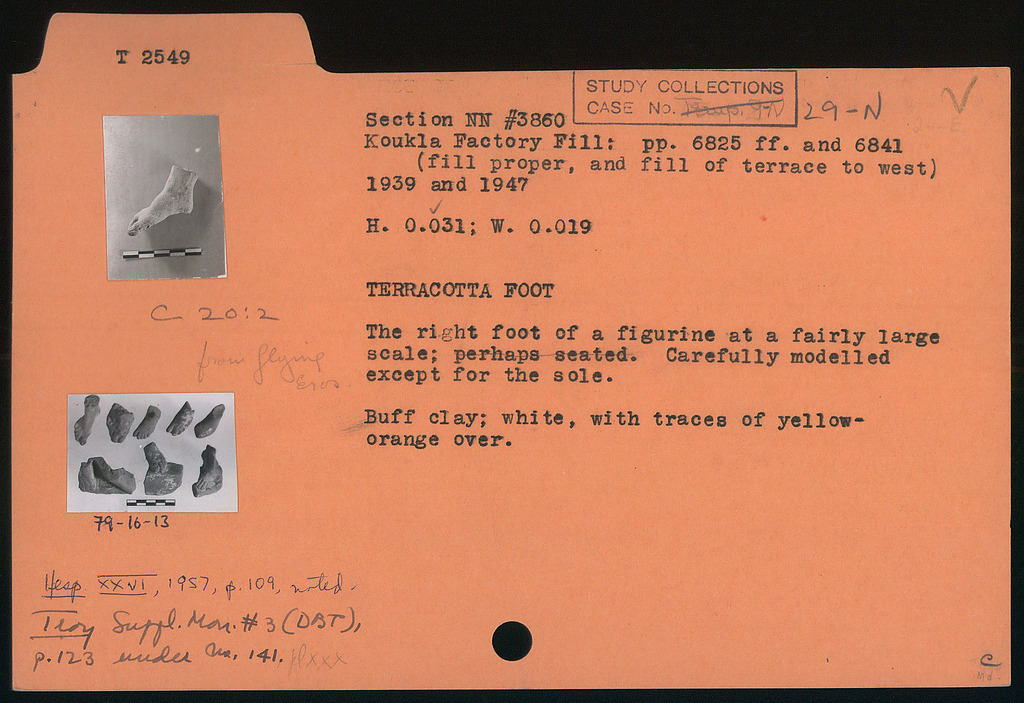 T 2549
STUDY COLLECTIONS
CASE No. Temp. 9-N 29-N
Section NN #3860
Koukla Factory Fill: pp. 6825 ff. and 6841
(fill proper, and fill of terrace to west)
1939 and 1947
H. 0.031; W. 0.019
TERRACOTTA FOOT
The right foot of a figurine at a fairly large
scale; perhaps seated. Carefully modelled
except for the sole.
Buff clay; white, with traces of yellow-
orange over.
C 20:2
from flying
Eros.
79-16-13
Hesp. XXVI, 1957, p. 109, noted.
Troy Suppl. Mon. #3 (DBT),
p. 123 under No. 141.
C
Md.